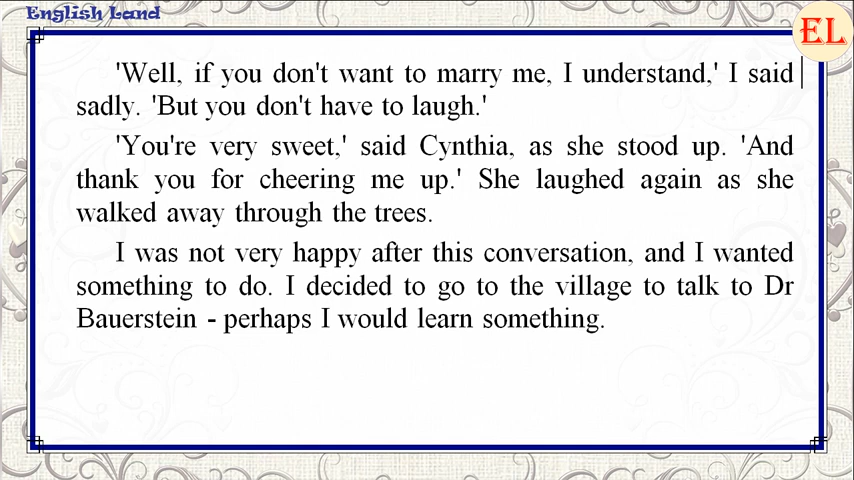 English Land
EL
'Well, if you don't want to marry me, I understand,' I said
sadly. 'But you don't have to laugh.'
'You're very sweet,' said Cynthia, as she stood up. 'And
thank you for cheering me up.' She laughed again as she
walked away through the trees.
I was not very happy after this conversation, and I wanted
something to do. I decided to go to the village to talk to Dr
Bauerstein - perhaps I would learn something.